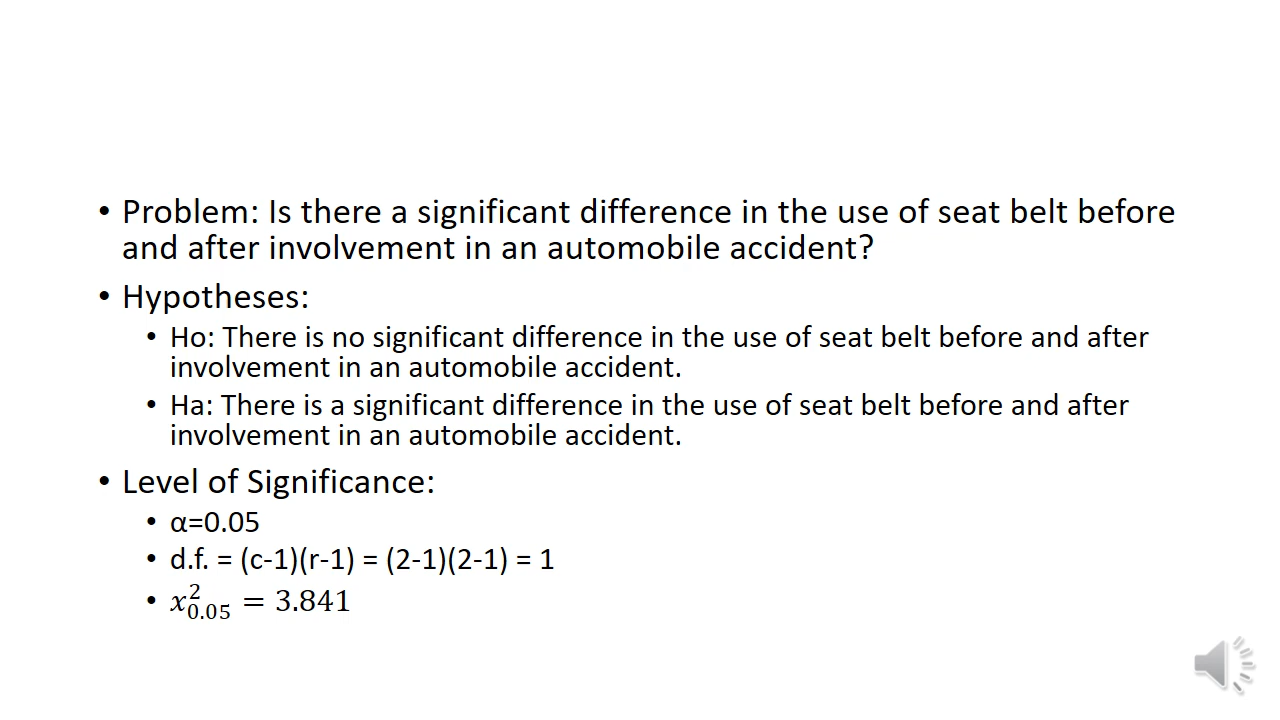 • Problem: Is there a significant difference in the use of seat belt before
and after involvement in an automobile accident?
• Hypotheses:
• Ho: There is no significant difference in the use of seat belt before and after
involvement in an automobile accident.
• Ha: There is a significant difference in the use of seat belt before and after
involvement in an automobile accident.
• Level of Significance:
• α=0.05
• d.f. = (c-1)(r-1) = (2-1)(2-1) = 1
• 𝑥²₀.₀₅ = 3.841